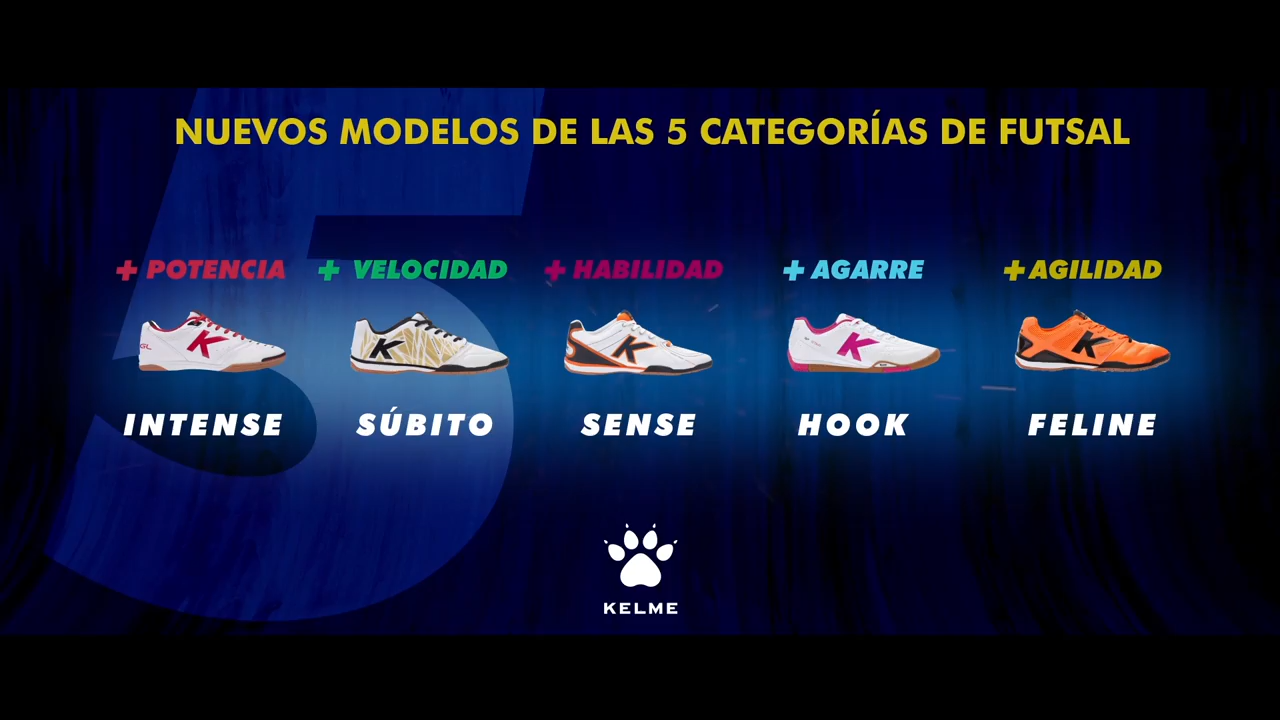 NUEVOS MODELOS DE LAS 5 CATEGORÍAS DE FUTSAL
+ POTENCIA
+ VELOCIDAD
+ HABILIDAD
+ AGARRE
+ AGILIDAD
INTENSE
SÚBITO
SENSE
HOOK
FELINE
KELME